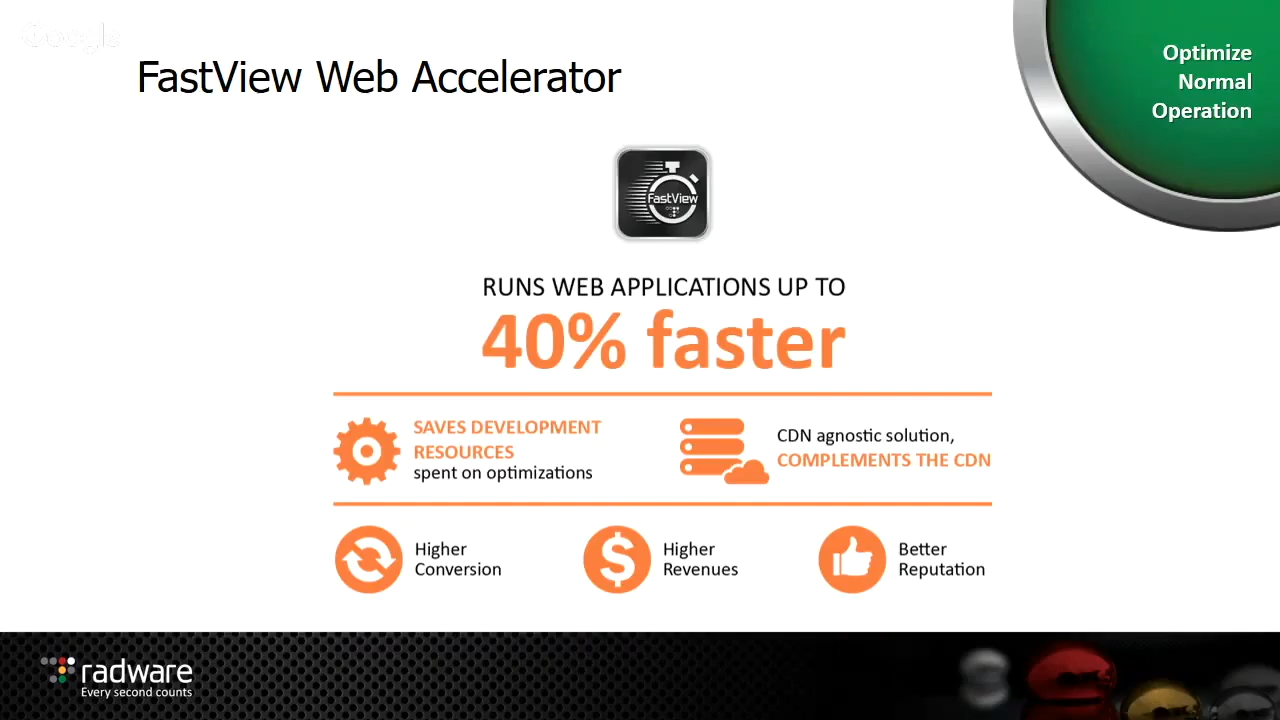 Google
FastView Web Accelerator
Optimize
Normal
Operation
FastView
RUNS WEB APPLICATIONS UP TO
40% faster
SAVES DEVELOPMENT
RESOURCES
spent on optimizations
CDN agnostic solution,
COMPLEMENTS THE CDN
Higher
Conversion
Higher
Revenues
Better
Reputation
radware
Every second counts